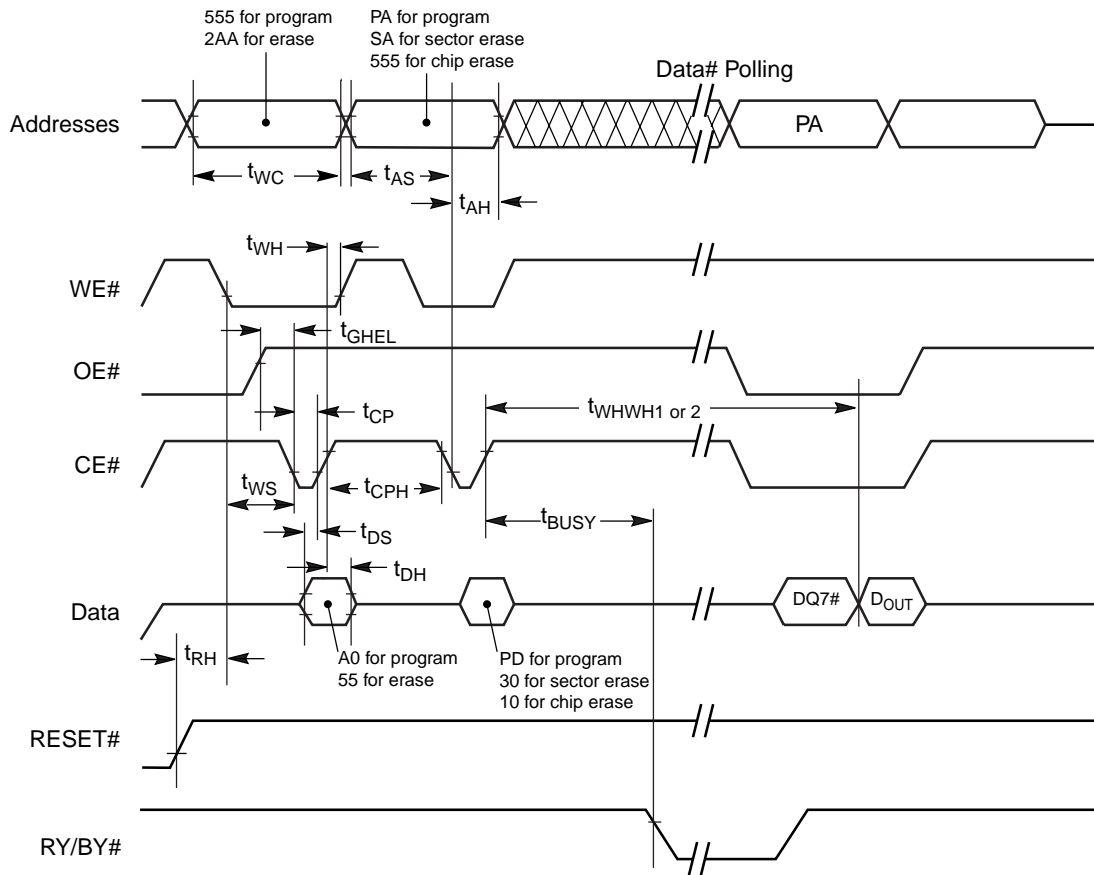 555 for program
2AA for erase
PA for program
SA for sector erase
555 for chip erase
Data# Polling
Addresses
PA
tWC
tAS
tAH
tWH
WE#
tGHEL
OE#
tCP
tWHWH1 or 2
CE#
tWS
tCPH
tBUSY
tDS
tDH
Data
DQ7#
DOUT
tRH
A0 for program
55 for erase
PD for program
30 for sector erase
10 for chip erase
RESET#
RY/BY#